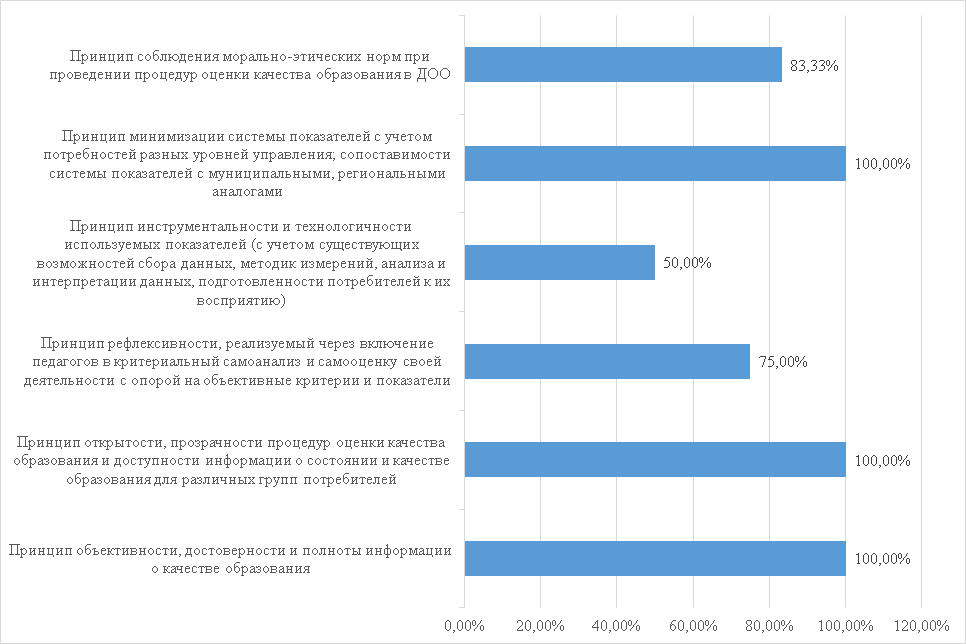 Принцип соблюдения морально-этических норм при
проведении процедур оценки качества образования в ДОО
83,33%
Принцип минимизации системы показателей с учетом
потребностей разных уровней управления; сопоставимости
системы показателей с муниципальными, региональными
аналогами
100,00%
Принцип инструментальности и технологичности
используемых показателей (с учетом существующих
возможностей сбора данных, методик измерений, анализа и
интерпретации данных, подготовленности потребителей к их
восприятию)
50,00%
Принцип рефлексивности, реализуемый через включение
педагогов в критериальный самоанализ и самооценку своей
деятельности с опорой на объективные критерии и показатели
75,00%
Принцип открытости, прозрачности процедур оценки качества
образования и доступности информации о состоянии и качестве
образования для различных групп потребителей
100,00%
Принцип объективности, достоверности и полноты информации
о качестве образования
100,00%
0,00% 20,00% 40,00% 60,00% 80,00% 100,00% 120,00%